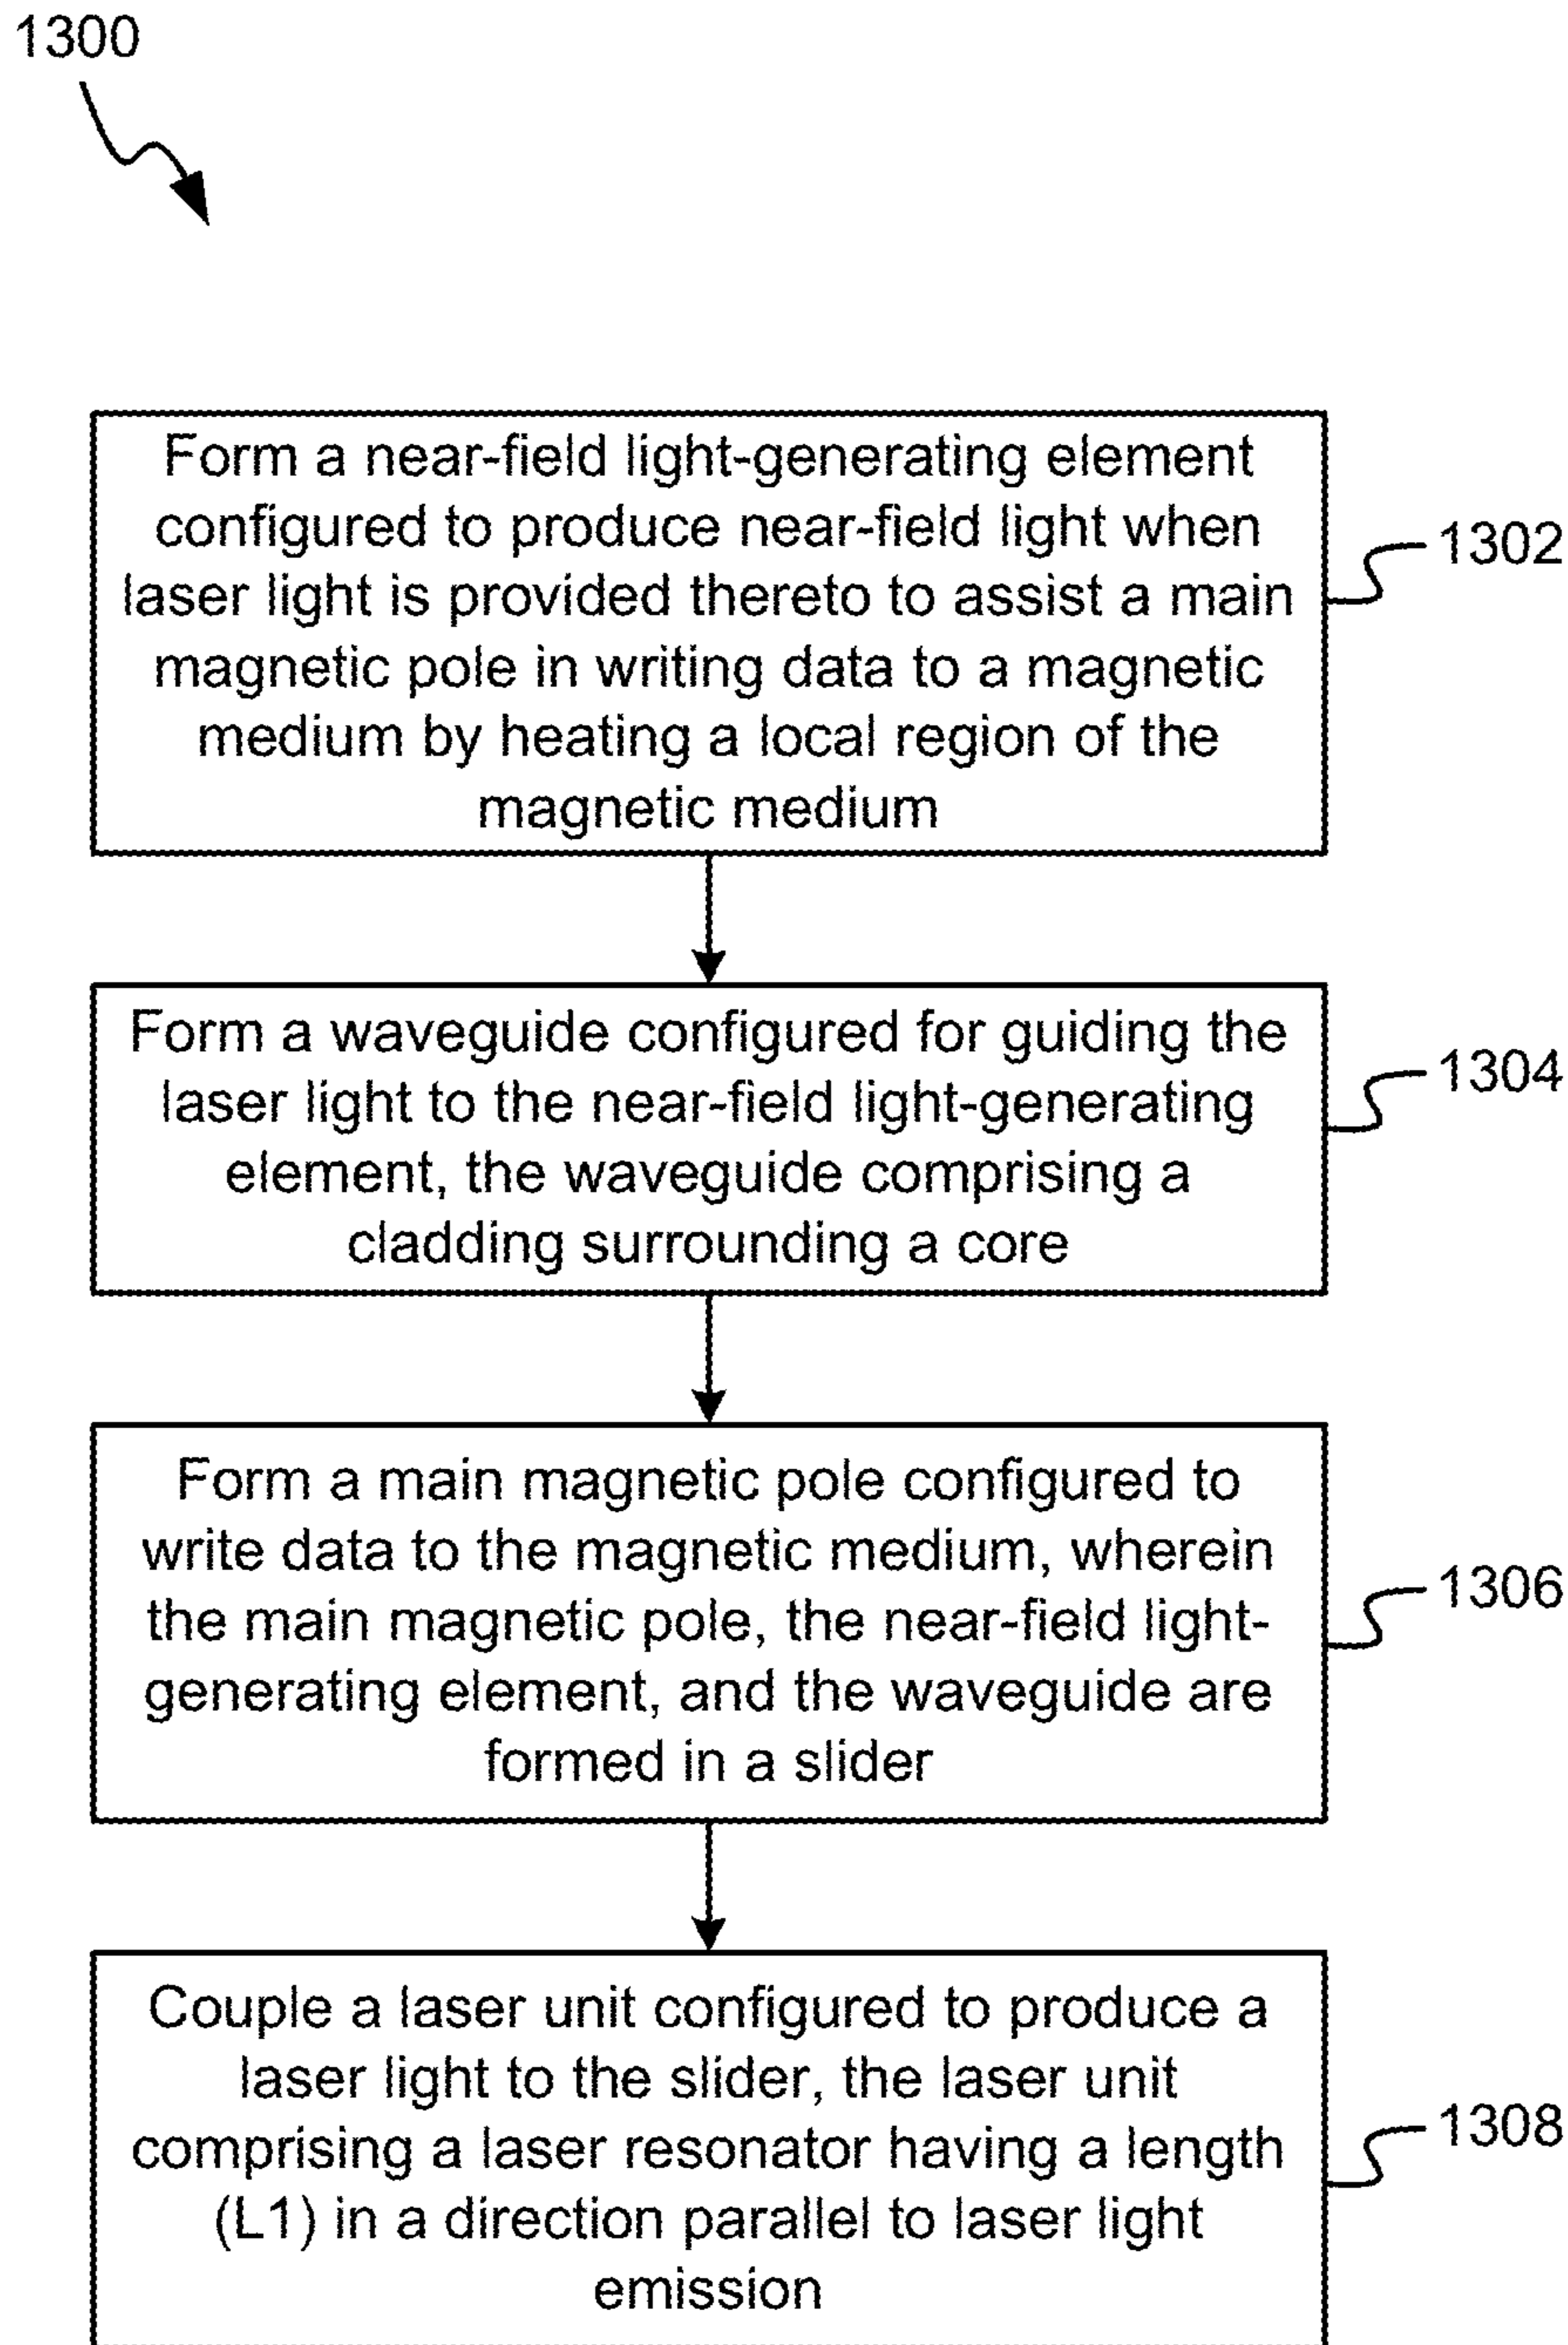 1300
Form a near-field light-generating element
configured to produce near-field light when
laser light is provided thereto to assist a main
magnetic pole in writing data to a magnetic
medium by heating a local region of the
magnetic medium
1302
Form a waveguide configured for guiding the
laser light to the near-field light-generating
element, the waveguide comprising a
cladding surrounding a core
1304
Form a main magnetic pole configured to
write data to the magnetic medium, wherein
the main magnetic pole, the near-field light-
generating element, and the waveguide are
formed in a slider
1306
Couple a laser unit configured to produce a
laser light to the slider, the laser unit
comprising a laser resonator having a length
(L1) in a direction parallel to laser light
emission
1308